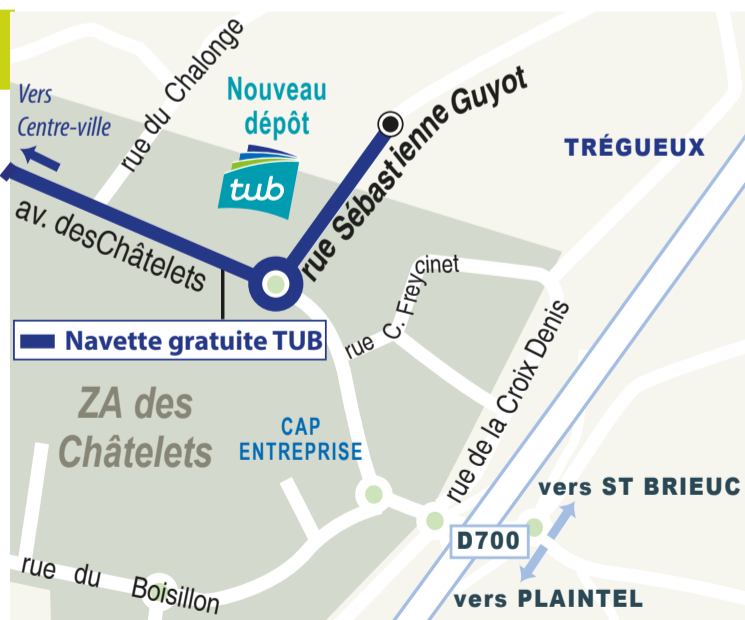 Vers
Centre-ville
rue du Chalonge
Nouveau
dépôt
tub
rue Sébastienne Guyot
TRÉGUEUX
av. desChâtelets
rue C. Freycinet
Navette gratuite TUB
rue de la Croix Denis
ZA des
Châtelets
CAP
ENTREPRISE
vers ST BRIEUC
D700
rue du Boisillon
vers PLAINTEL